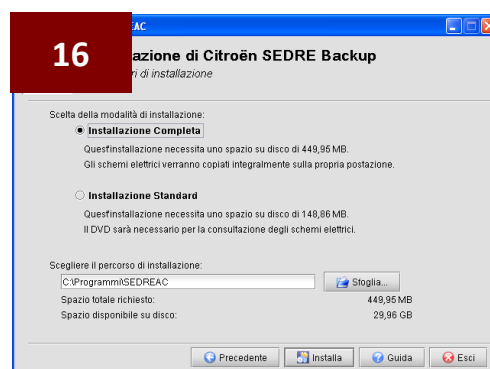 16
EAC
azione di Citroën SEDRE Backup
ri di installazione
Scelta della modalità di installazione:
Installazione Completa
Quest'installazione necessita uno spazio su disco di 449,95 MB.
Gli schemi elettrici verranno copiati integralmente sulla propria postazione.
Installazione Standard
Quest'installazione necessita uno spazio su disco di 148,86 MB.
Il DVD sarà necessario per la consultazione degli schemi elettrici.
Scegliere il percorso di installazione:
C:\Programmi\SEDREAC
Sfoglia...
Spazio totale richiesto: 449,95 MB
Spazio disponibile su disco: 29,96 GB
Precedente Installa Guida Esci